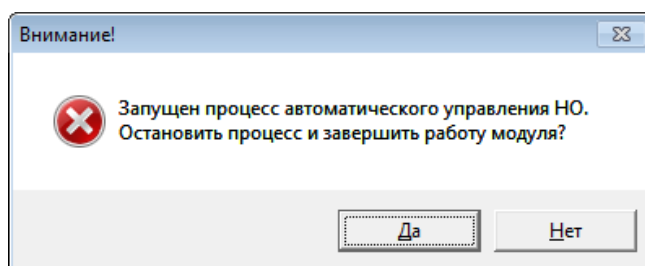 Внимание!
Запущен процесс автоматического управления НО.
Остановить процесс и завершить работу модуля?
Да
Нет